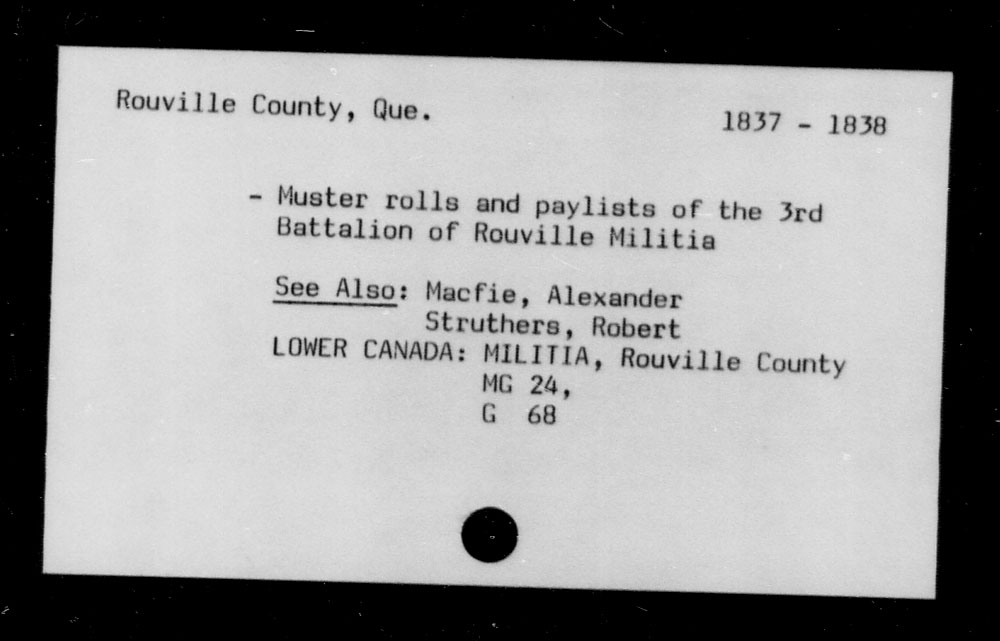 Rouville County, Que.
1837 - 1838
- Muster rolls and paylists of the 3rd
Battalion of Rouville Militia
See Also: Macfie, Alexander
Struthers, Robert
LOWER CANADA: MILITIA, Rouville County
MG 24,
G 68